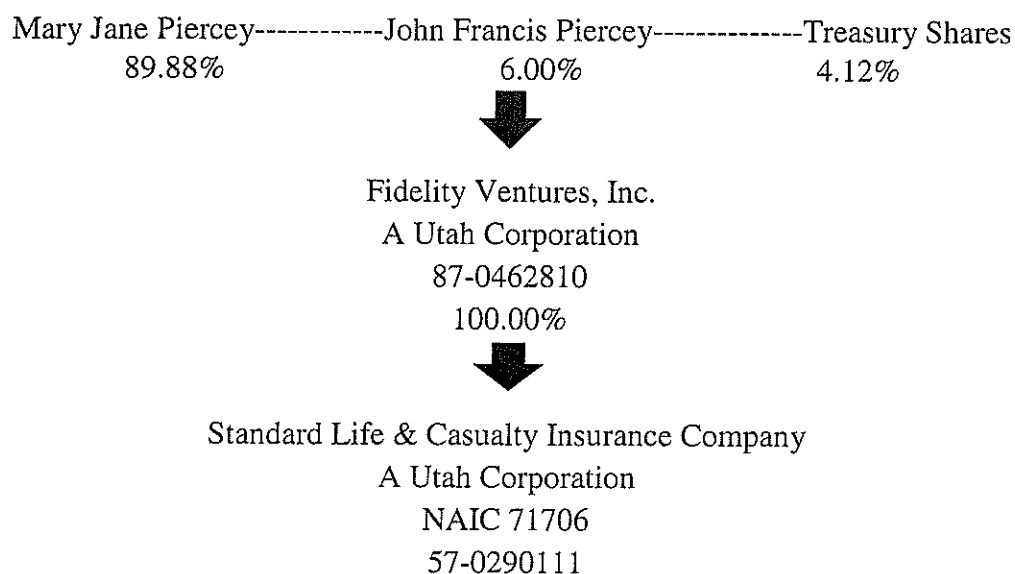 Mary Jane Piercey------------John Francis Piercey--------------Treasury Shares
89.88% 6.00% 4.12%
Fidelity Ventures, Inc.
A Utah Corporation
87-0462810
100.00%
Standard Life & Casualty Insurance Company
A Utah Corporation
NAIC 71706
57-0290111